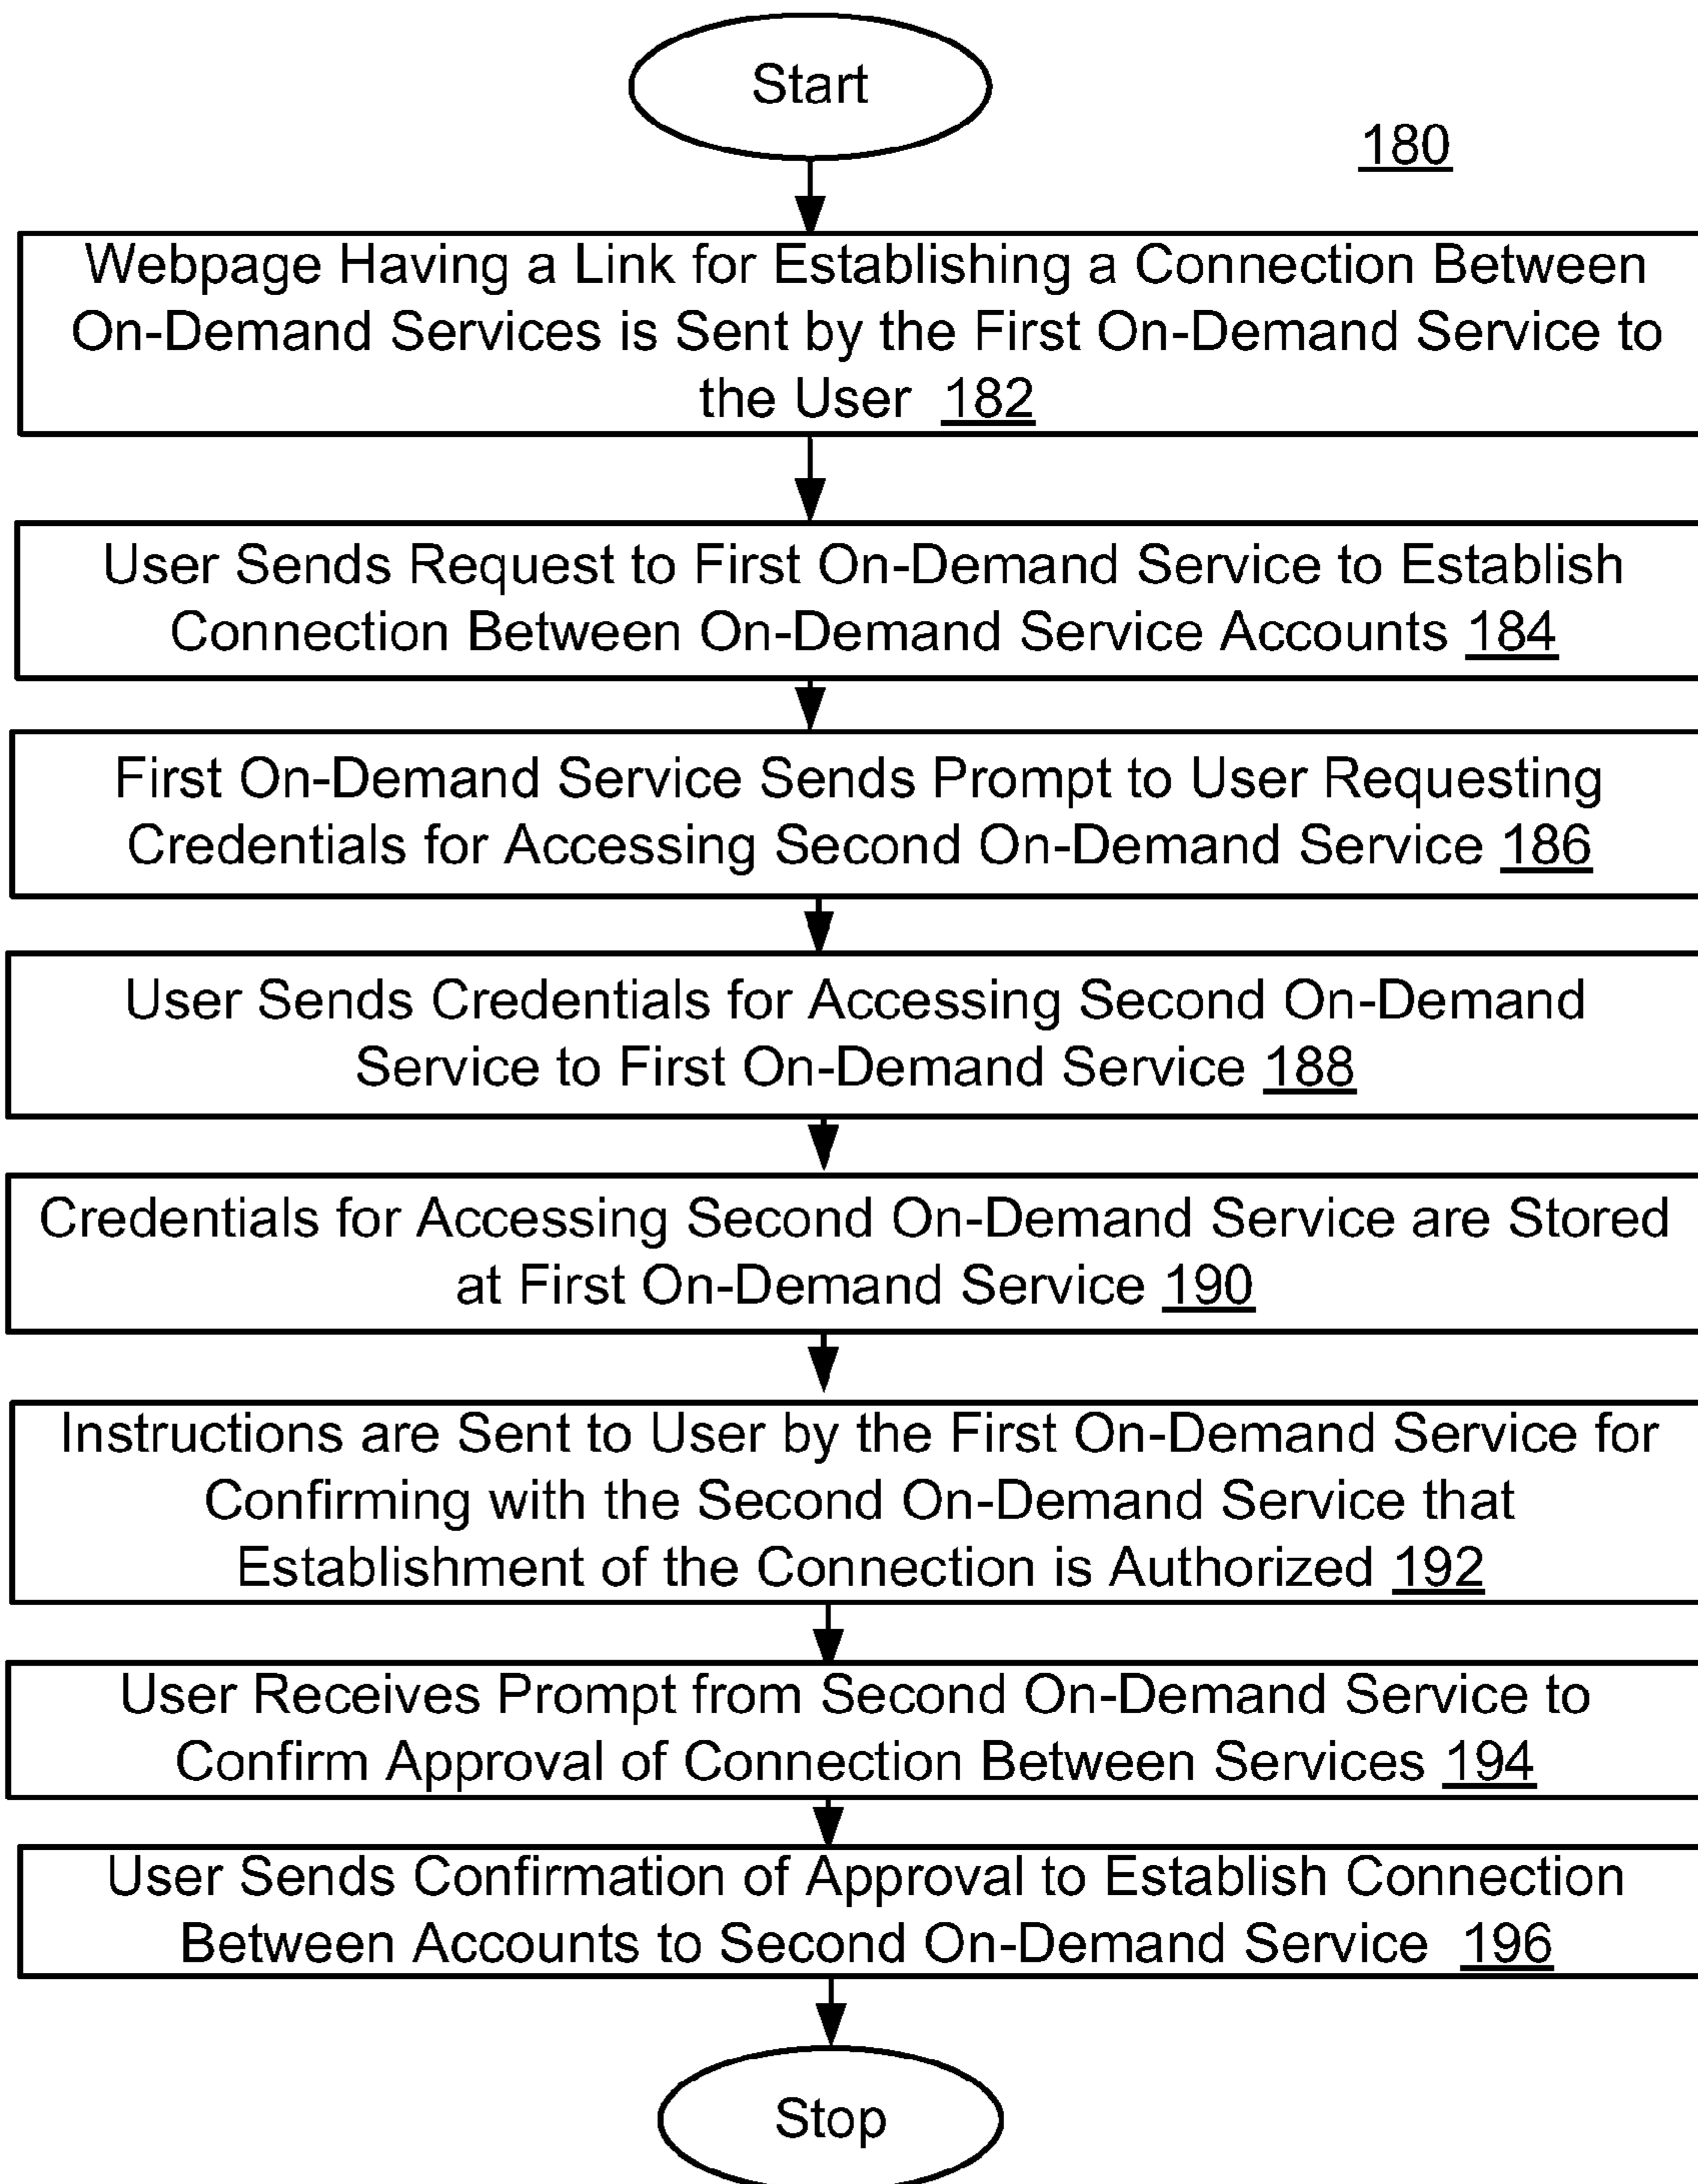 Start
180
Webpage Having a Link for Establishing a Connection Between
On-Demand Services is Sent by the First On-Demand Service to
the User 182
User Sends Request to First On-Demand Service to Establish
Connection Between On-Demand Service Accounts 184
First On-Demand Service Sends Prompt to User Requesting
Credentials for Accessing Second On-Demand Service 186
User Sends Credentials for Accessing Second On-Demand
Service to First On-Demand Service 188
Credentials for Accessing Second On-Demand Service are Stored
at First On-Demand Service 190
Instructions are Sent to User by the First On-Demand Service for
Confirming with the Second On-Demand Service that
Establishment of the Connection is Authorized 192
User Receives Prompt from Second On-Demand Service to
Confirm Approval of Connection Between Services 194
User Sends Confirmation of Approval to Establish Connection
Between Accounts to Second On-Demand Service 196
Stop